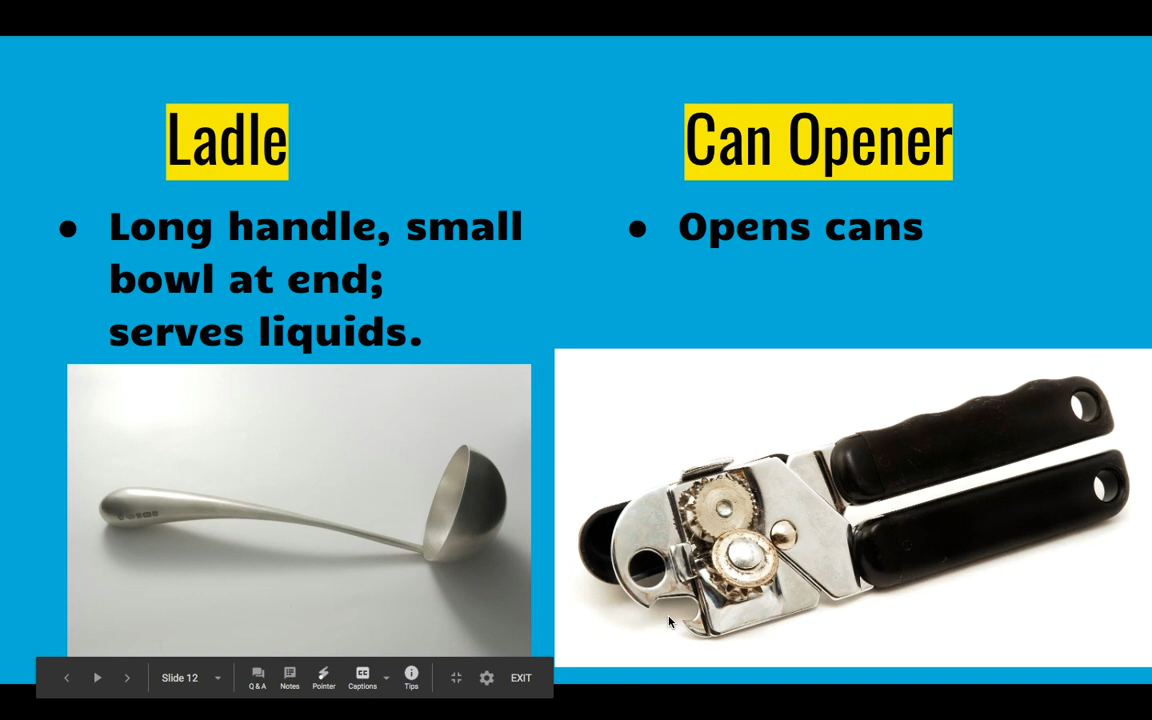 Ladle
Can Opener
● Long handle, small
bowl at end;
serves liquids.
● Opens cans
Slide 12
Q & A
Notes
Pointer
Captions
Tips
EXIT